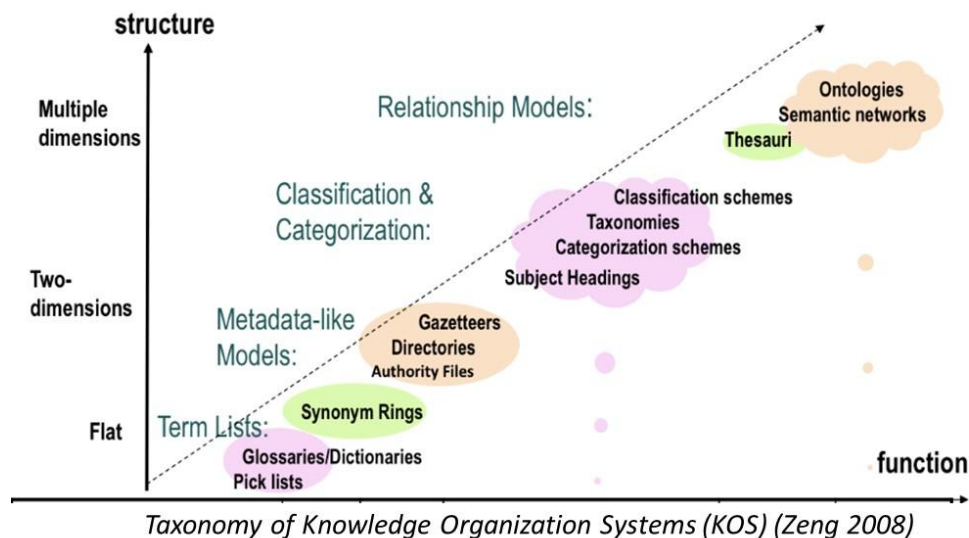 structure
Multiple
dimensions
Relationship Models:
Ontologies
Semantic networks
Thesauri
Classification &
Categorization:
Classification schemes
Taxonomies
Categorization schemes
Subject Headings
Two-
dimensions
Metadata-like
Models:
Gazetteers
Directories
Authority Files
Synonym Rings
Flat
Term Lists:
Glossaries/Dictionaries
Pick lists
function
Taxonomy of Knowledge Organization Systems (KOS) (Zeng 2008)